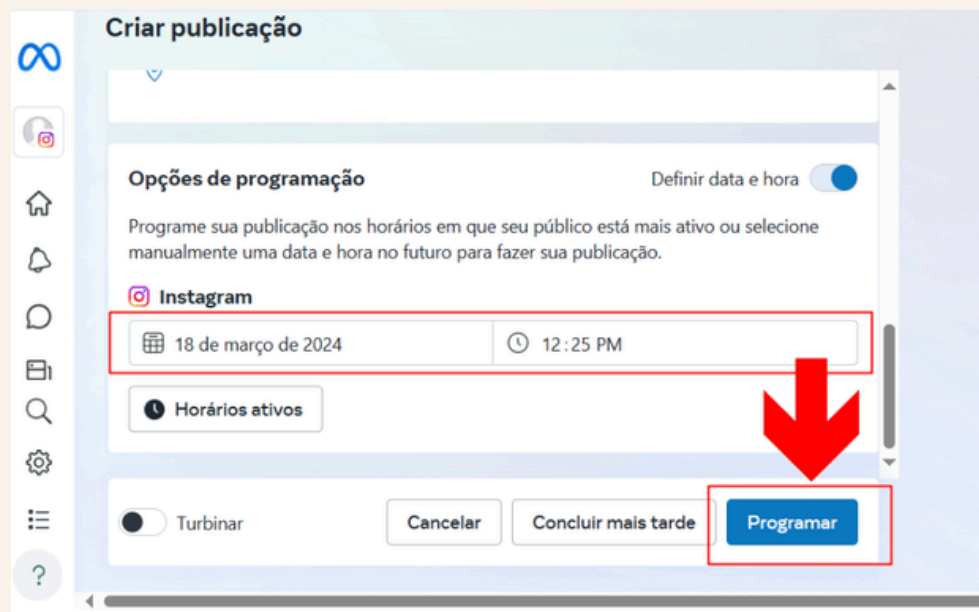 Criar publicação
Opções de programação
Definir data e hora
Programe sua publicação nos horários em que seu público está mais ativo ou selecione
manualmente uma data e hora no futuro para fazer sua publicação.
Instagram
18 de março de 2024
12:25 PM
Horários ativos
Turbinar
Cancelar
Concluir mais tarde
Programar
?